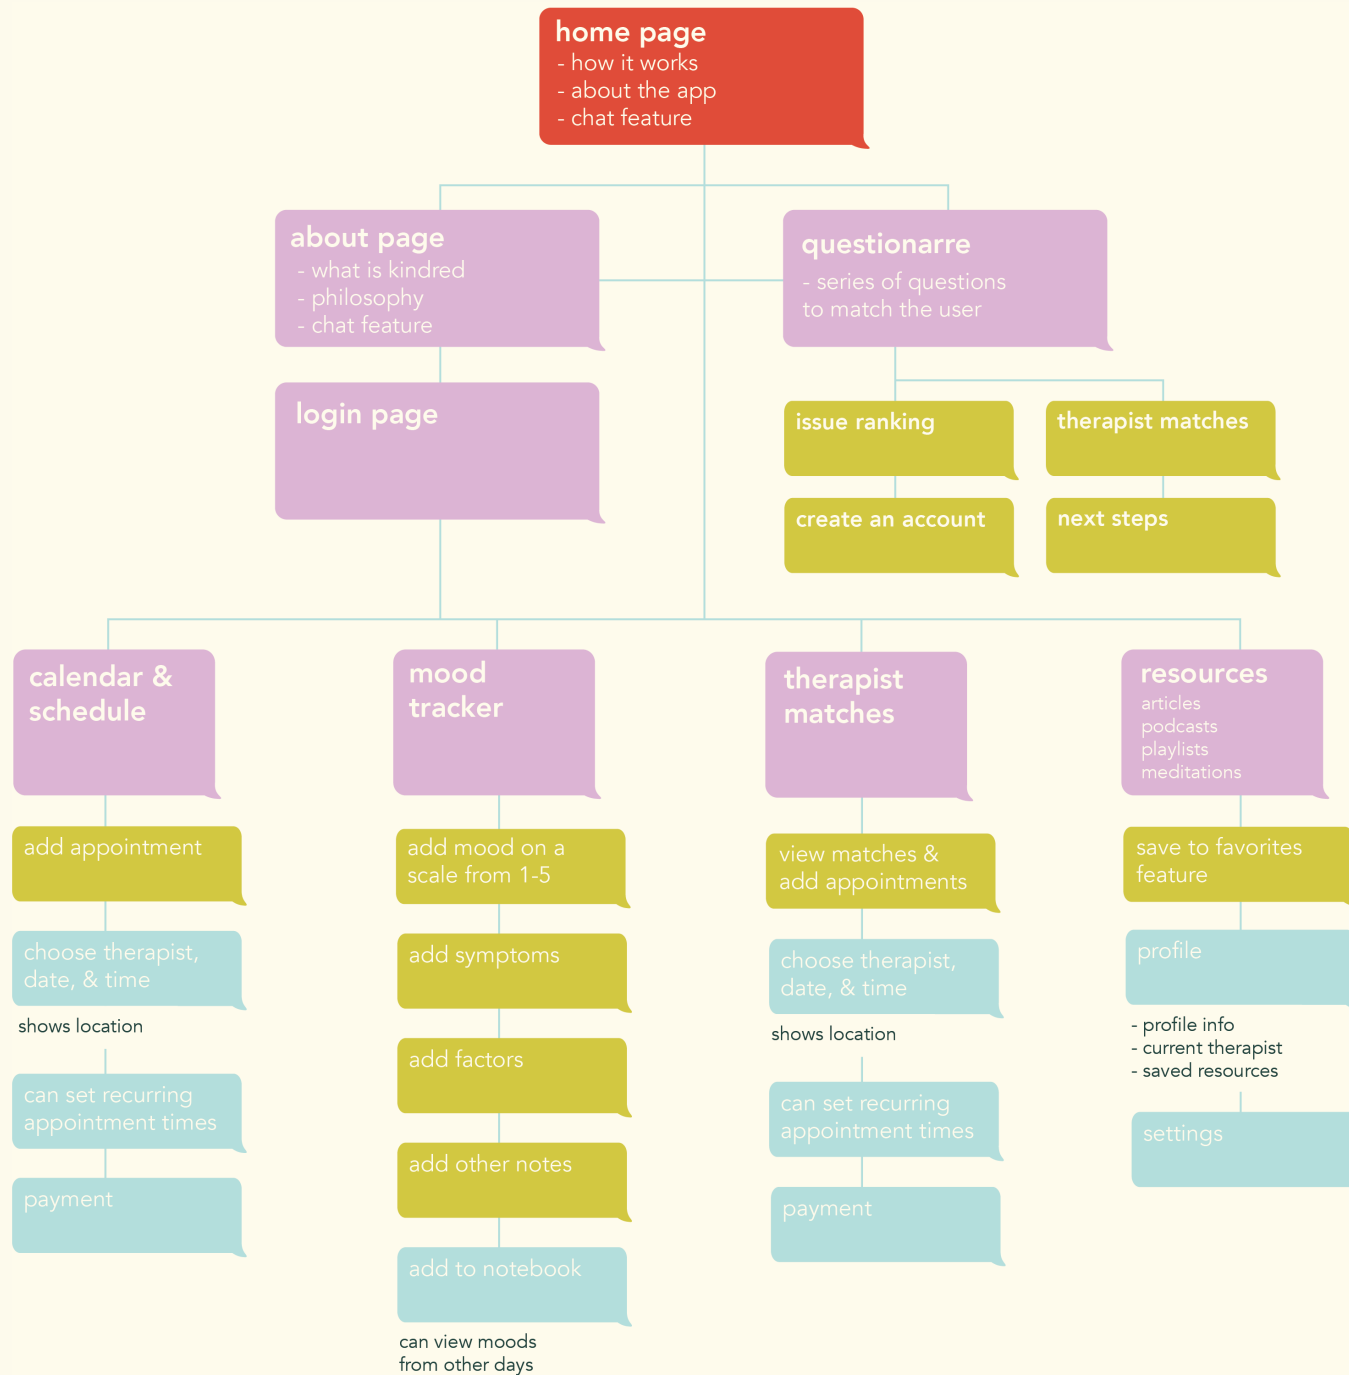 home page
- how it works
- about the app
- chat feature
about page
- what is kindred
- philosophy
- chat feature
questionarre
- series of questions
to match the user
login page
issue ranking
therapist matches
create an account
next steps
calendar &
schedule
add appointment
choose therapist,
date, & time
shows location
can set recurring
appointment times
payment
mood
tracker
add mood on a
scale from 1-5
add symptoms
add factors
add other notes
add to notebook
can view moods
from other days
therapist
matches
view matches &
add appointments
choose therapist,
date, & time
shows location
can set recurring
appointment times
payment
resources
articles
podcasts
playlists
meditations
save to favorites
feature
profile
- profile info
- current therapist
- saved resources
settings